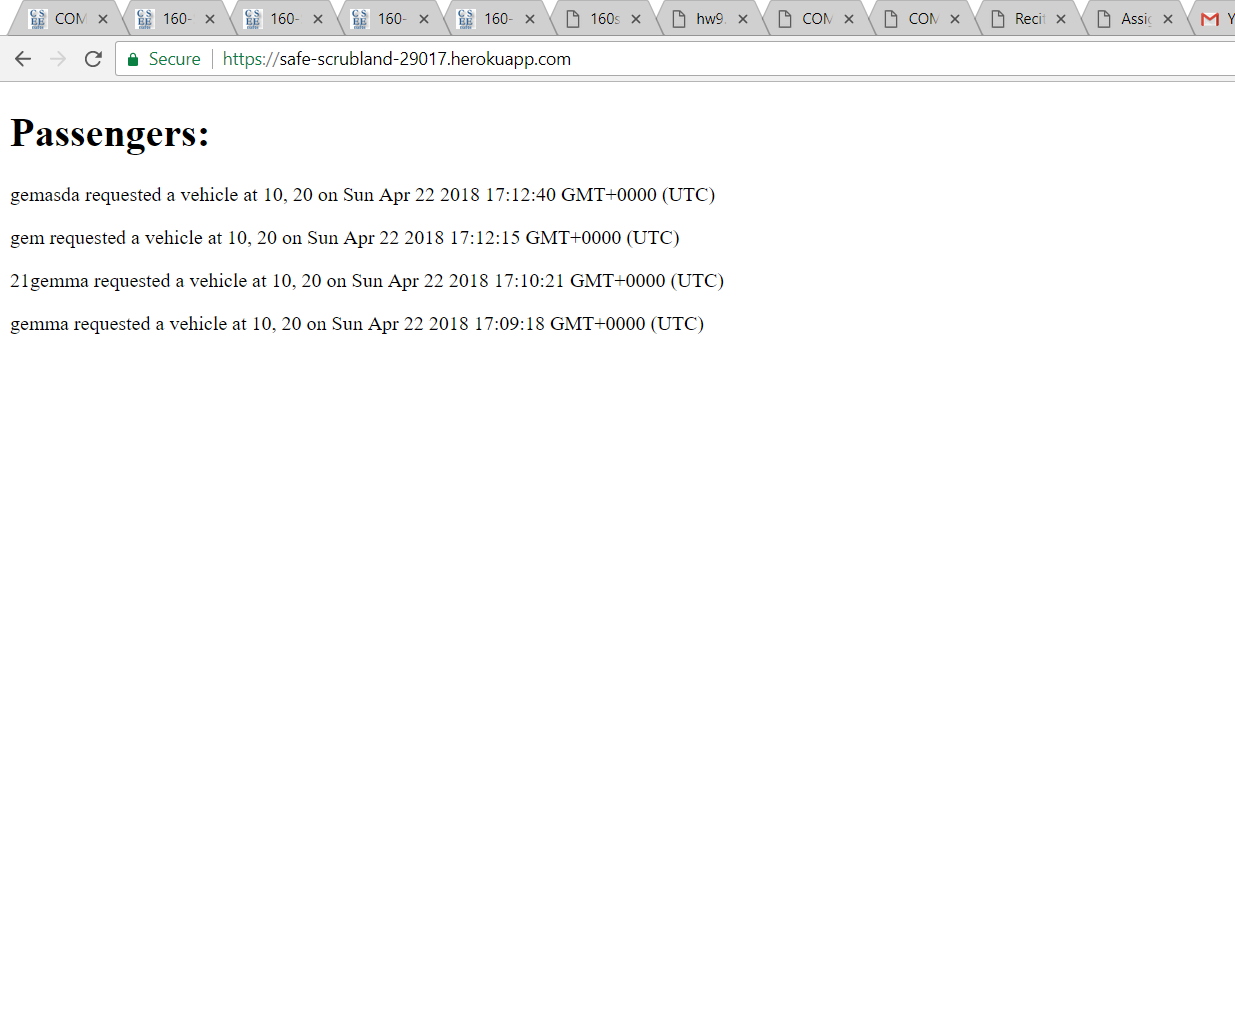 COM 160- 160- 160- 160- 160s hw9. COM COM Recit Assig Y
Secure https://safe-scrubland-29017.herokuapp.com
Passengers:
gemasda requested a vehicle at 10, 20 on Sun Apr 22 2018 17:12:40 GMT+0000 (UTC)
gem requested a vehicle at 10, 20 on Sun Apr 22 2018 17:12:15 GMT+0000 (UTC)
21gemma requested a vehicle at 10, 20 on Sun Apr 22 2018 17:10:21 GMT+0000 (UTC)
gemma requested a vehicle at 10, 20 on Sun Apr 22 2018 17:09:18 GMT+0000 (UTC)